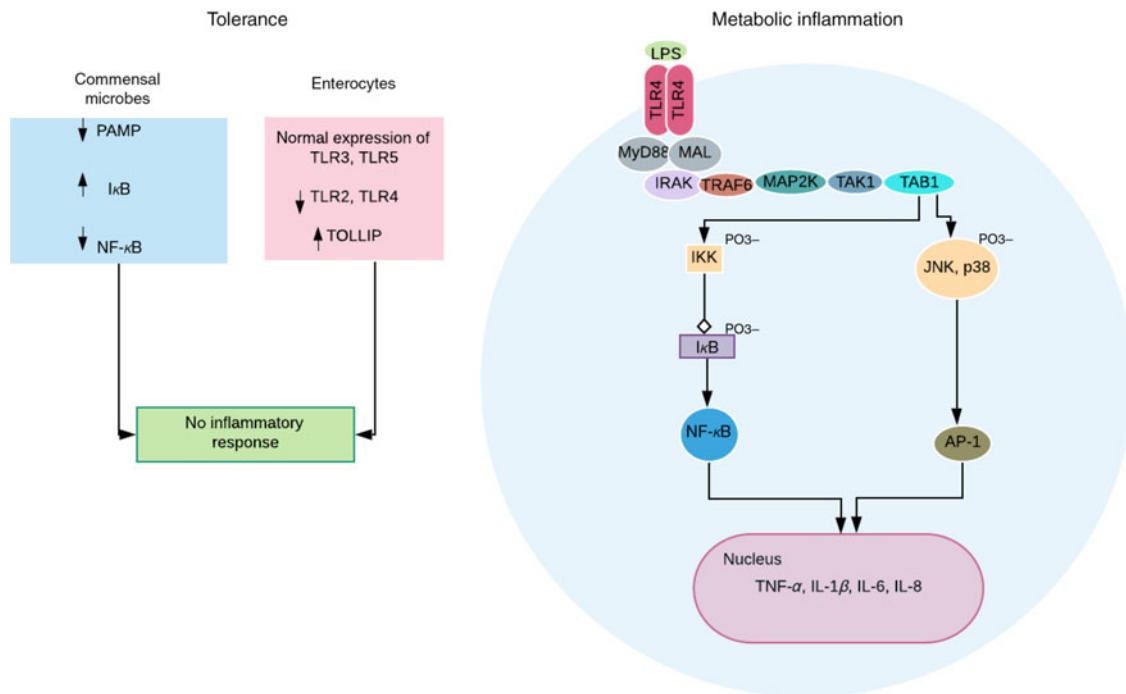 Tolerance
Commensal
microbes
PAMP
IκB
NF-κB
Enterocytes
Normal expression of
TLR3, TLR5
TLR2, TLR4
TOLLIP
No inflammatory
response
Metabolic inflammation
LPS
TLR4
TLR4
MyD88
MAL
IRAK
TRAF6
MAP2K
TAK1
TAB1
PO3–
IKK
PO3–
JNK, p38
PO3–
IκB
NF-κB
AP-1
Nucleus
TNF-α, IL-1β, IL-6, IL-8